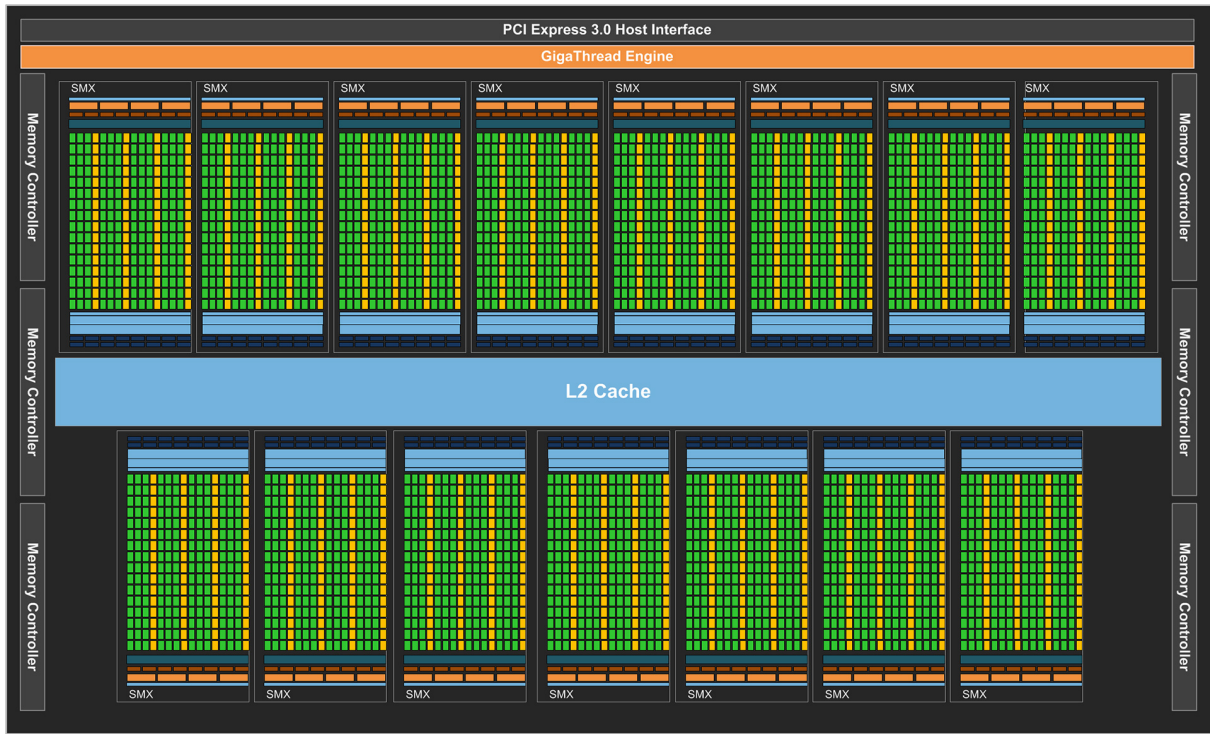 PCI Express 3.0 Host Interface
GigaThread Engine
SMX SMX SMX SMX SMX SMX SMX SMX
Memory Controller
Memory Controller
L2 Cache
Memory Controller
Memory Controller
Memory Controller
Memory Controller
SMX SMX SMX SMX SMX SMX SMX